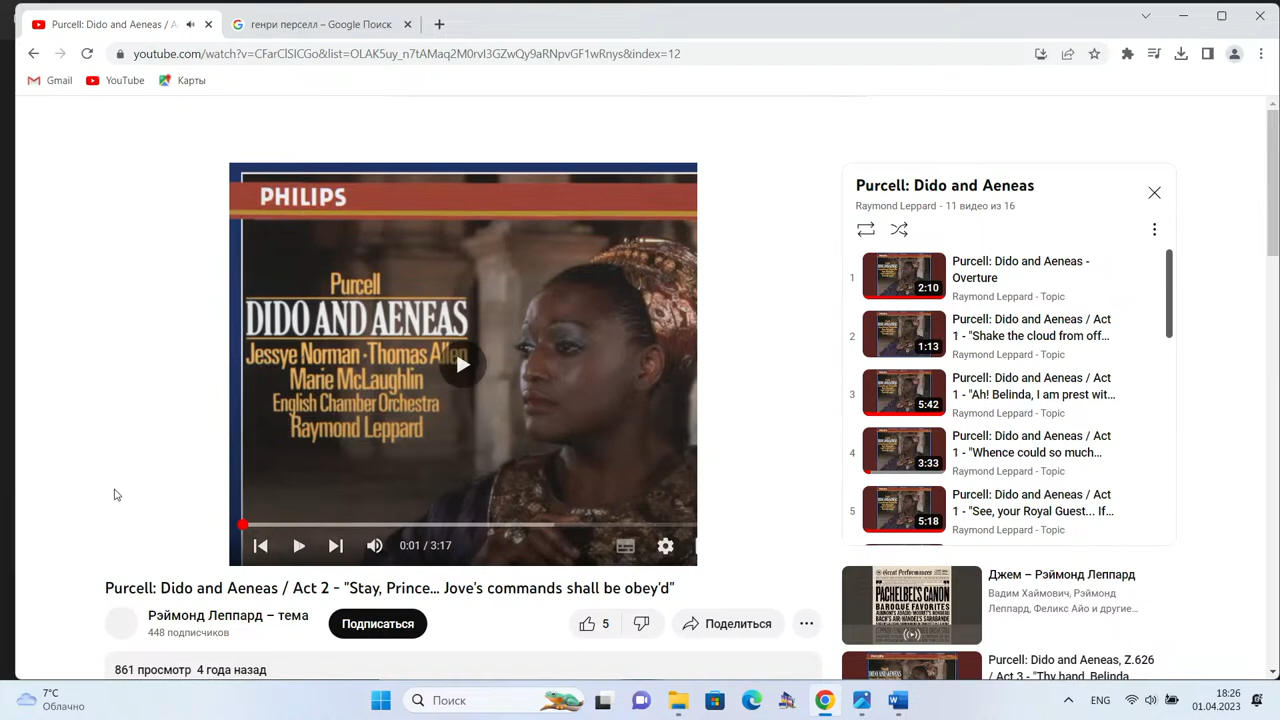 Purcell: Dido and Aeneas / A
генри перселл – Google Поиск
youtube.com/watch?v=CFarClSlCGo&list=OLAK5uy_n7tAMaq2M0rvI3GZwQy9aRNpvGF1wRnys&index=12
Gmail
YouTube
Карты
PHILIPS
Purcell
DIDO AND AENEAS
Jessye Norman · Thomas Allen
Marie McLaughlin
English Chamber Orchestra
Raymond Leppard
0:01 / 3:17
Purcell: Dido and Aeneas / Act 2 - "Stay, Prince... Jove's commands shall be obey'd"
Рэймонд Леппард – тема
448 подписчиков
Подписаться
5
Поделиться
861 просмотр 4 года назад
Purcell: Dido and Aeneas
Raymond Leppard - 11 видео из 16
1
2:10
Purcell: Dido and Aeneas -
Overture
Raymond Leppard - Topic
2
1:13
Purcell: Dido and Aeneas / Act
1 - "Shake the cloud from off...
Raymond Leppard - Topic
3
5:42
Purcell: Dido and Aeneas / Act
1 - "Ah! Belinda, I am prest wit...
Raymond Leppard - Topic
4
3:33
Purcell: Dido and Aeneas / Act
1 - "Whence could so much...
Raymond Leppard - Topic
5
5:18
Purcell: Dido and Aeneas / Act
1 - "See, your Royal Guest... If...
Raymond Leppard - Topic
Great Performances
PACHELBEL'S CANON
BAROQUE FAVORITES
Джем – Рэймонд Леппард
Вадим Хаймович, Рэймонд
Леппард, Феликс Айо и другие...
Purcell: Dido and Aeneas, Z.626
/ Act 3 - "Thy hand, Belinda
7°C
Облачно
Поиск
ENG
18:26
01.04.2023